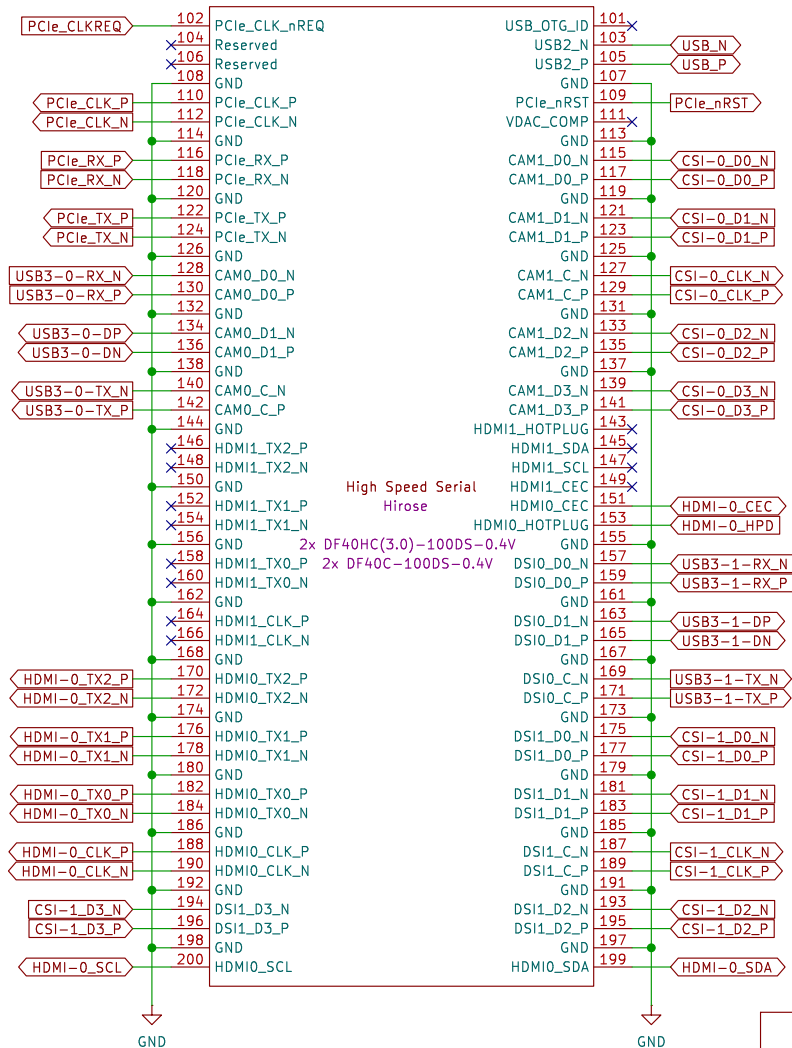 PCIe_CLKREQ 102 PCIe_CLK_nREQ USB_OTG_ID 101
104 Reserved USB2_N 103 USB_N
106 Reserved USB2_P 105 USB_P
108 GND GND 107
PCIe_CLK_P 110 PCIe_CLK_P PCIe_nRST 109 PCIe_nRST
PCIe_CLK_N 112 PCIe_CLK_N VDAC_COMP 111
114 GND GND 113
PCIe_RX_P 116 PCIe_RX_P CAM1_D0_N 115 CSI-0_D0_N
PCIe_RX_N 118 PCIe_RX_N CAM1_D0_P 117 CSI-0_D0_P
120 GND GND 119
PCIe_TX_P 122 PCIe_TX_P CAM1_D1_N 121 CSI-0_D1_N
PCIe_TX_N 124 PCIe_TX_N CAM1_D1_P 123 CSI-0_D1_P
126 GND GND 125
USB3-0-RX_N 128 CAM0_D0_N CAM1_C_N 127 CSI-0_CLK_N
USB3-0-RX_P 130 CAM0_D0_P CAM1_C_P 129 CSI-0_CLK_P
132 GND GND 131
USB3-0-DP 134 CAM0_D1_N CAM1_D2_N 133 CSI-0_D2_N
USB3-0-DN 136 CAM0_D1_P CAM1_D2_P 135 CSI-0_D2_P
138 GND GND 137
USB3-0-TX_N 140 CAM0_C_N CAM1_D3_N 139 CSI-0_D3_N
USB3-0-TX_P 142 CAM0_C_P CAM1_D3_P 141 CSI-0_D3_P
144 GND HDMI1_HOTPLUG 143
146 HDMI1_TX2_P HDMI1_SDA 145
148 HDMI1_TX2_N HDMI1_SCL 147
150 GND High Speed Serial HDMI1_CEC 149
152 HDMI1_TX1_P Hirose HDMI0_CEC 151 HDMI-0_CEC
154 HDMI1_TX1_N HDMI0_HOTPLUG 153 HDMI-0_HPD
156 GND 2x DF40HC(3.0)-100DS-0.4V GND 155
158 HDMI1_TX0_P 2x DF40C-100DS-0.4V DSI0_D0_N 157 USB3-1-RX_N
160 HDMI1_TX0_N DSI0_D0_P 159 USB3-1-RX_P
162 GND GND 161
164 HDMI1_CLK_P DSI0_D1_N 163 USB3-1-DP
166 HDMI1_CLK_N DSI0_D1_P 165 USB3-1-DN
168 GND GND 167
HDMI-0_TX2_P 170 HDMI0_TX2_P DSI0_C_N 169 USB3-1-TX_N
HDMI-0_TX2_N 172 HDMI0_TX2_N DSI0_C_P 171 USB3-1-TX_P
174 GND GND 173
HDMI-0_TX1_P 176 HDMI0_TX1_P DSI1_D0_N 175 CSI-1_D0_N
HDMI-0_TX1_N 178 HDMI0_TX1_N DSI1_D0_P 177 CSI-1_D0_P
180 GND GND 179
HDMI-0_TX0_P 182 HDMI0_TX0_P DSI1_D1_N 181 CSI-1_D1_N
HDMI-0_TX0_N 184 HDMI0_TX0_N DSI1_D1_P 183 CSI-1_D1_P
186 GND GND 185
HDMI-0_CLK_P 188 HDMI0_CLK_P DSI1_C_N 187 CSI-1_CLK_N
HDMI-0_CLK_N 190 HDMI0_CLK_N DSI1_C_P 189 CSI-1_CLK_P
192 GND GND 191
CSI-1_D3_N 194 DSI1_D3_N DSI1_D2_N 193 CSI-1_D2_N
CSI-1_D3_P 196 DSI1_D3_P DSI1_D2_P 195 CSI-1_D2_P
198 GND GND 197
HDMI-0_SCL 200 HDMI0_SCL HDMI0_SDA 199 HDMI-0_SDA
GND GND